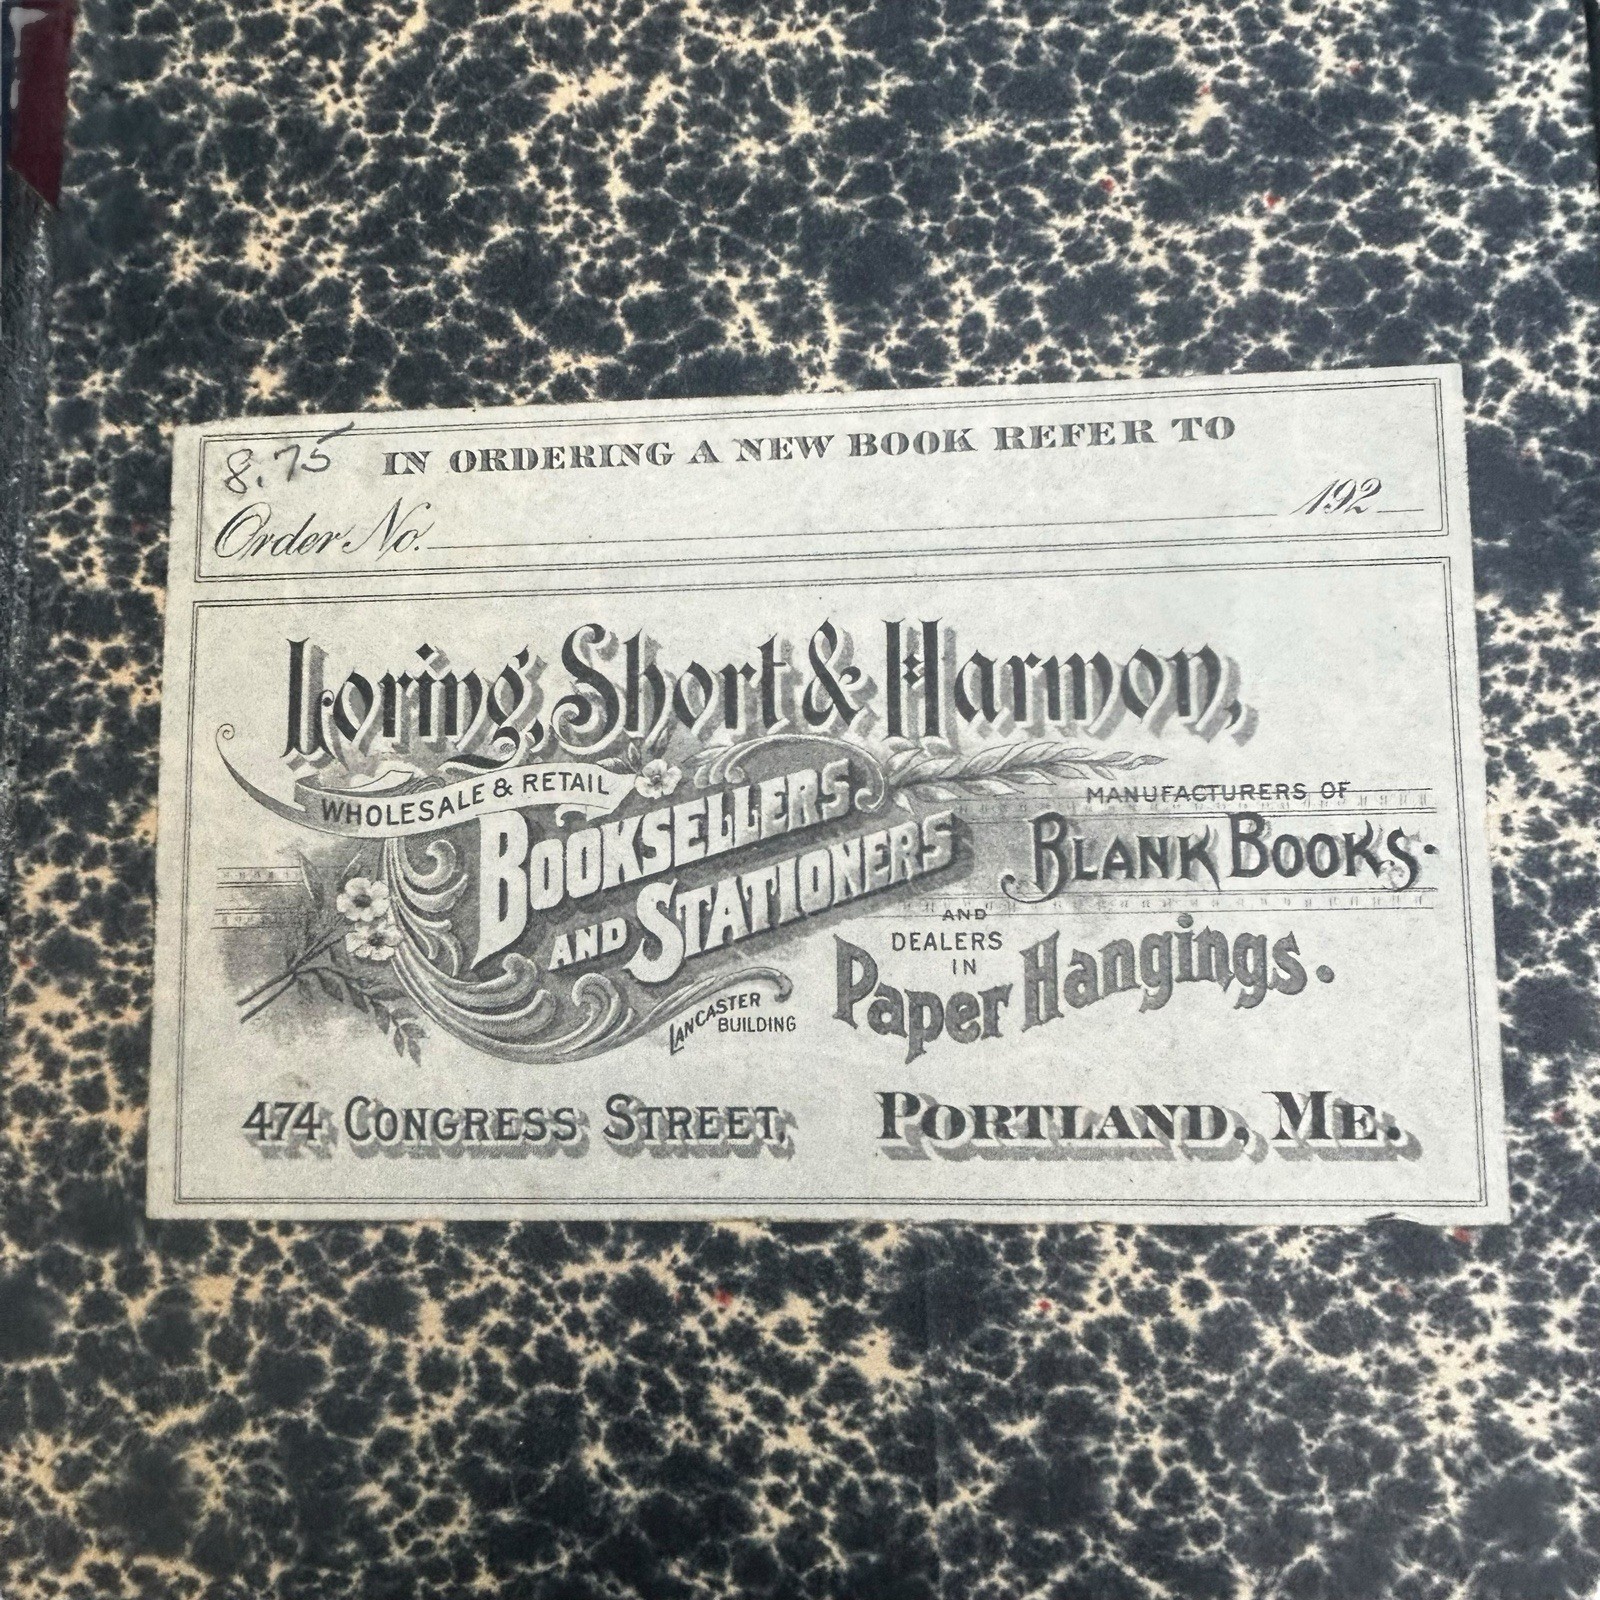 8.75 IN ORDERING A NEW BOOK REFER TO
Order No. 192
Loring, Short & Harmon,
WHOLESALE & RETAIL
BOOKSELLERS
AND STATIONERS
MANUFACTURERS OF
BLANK BOOKS
AND
DEALERS
IN
Paper Hangings.
LANCASTER
BUILDING
474 CONGRESS STREET, PORTLAND, ME.